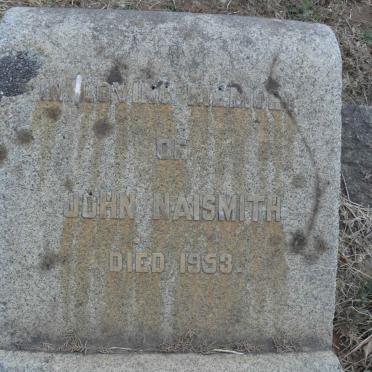 IN LOVING MEMORY
OF
JOHN NAISMITH
DIED 1953.